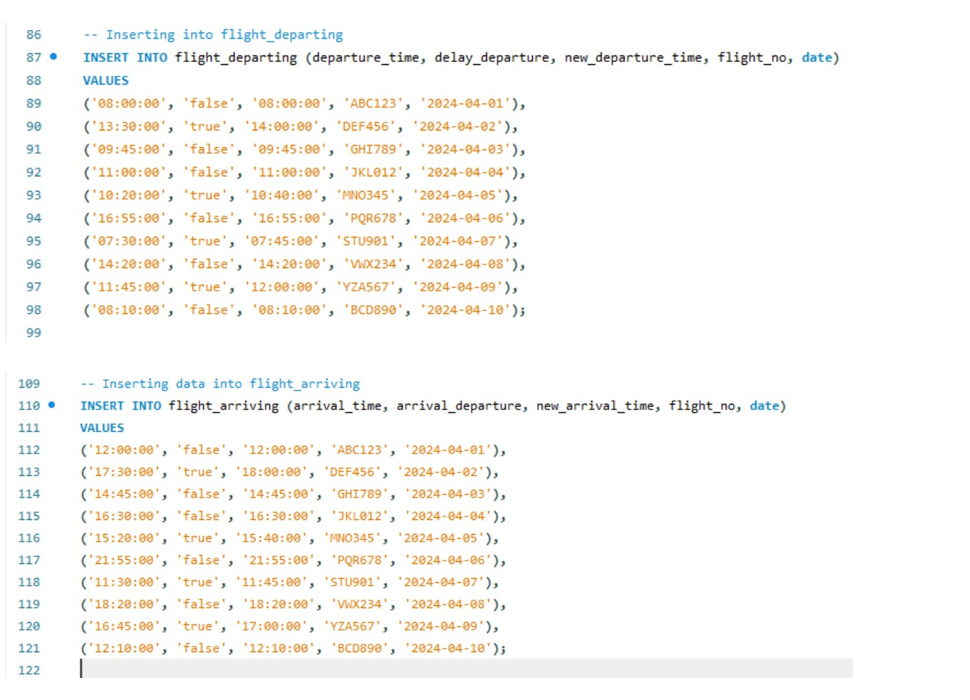 86 -- Inserting into flight_departing
87 INSERT INTO flight_departing (departure_time, delay_departure, new_departure_time, flight_no, date)
88 VALUES
89 ('08:00:00', 'false', '08:00:00', 'ABC123', '2024-04-01'),
90 ('13:30:00', 'true', '14:00:00', 'DEF456', '2024-04-02'),
91 ('09:45:00', 'false', '09:45:00', 'GHI789', '2024-04-03'),
92 ('11:00:00', 'false', '11:00:00', 'JKL012', '2024-04-04'),
93 ('10:20:00', 'true', '10:40:00', 'MNO345', '2024-04-05'),
94 ('16:55:00', 'false', '16:55:00', 'PQR678', '2024-04-06'),
95 ('07:30:00', 'true', '07:45:00', 'STU901', '2024-04-07'),
96 ('14:20:00', 'false', '14:20:00', 'VWX234', '2024-04-08'),
97 ('11:45:00', 'true', '12:00:00', 'YZA567', '2024-04-09'),
98 ('08:10:00', 'false', '08:10:00', 'BCD890', '2024-04-10');
99
109 -- Inserting data into flight_arriving
110 INSERT INTO flight_arriving (arrival_time, arrival_departure, new_arrival_time, flight_no, date)
111 VALUES
112 ('12:00:00', 'false', '12:00:00', 'ABC123', '2024-04-01'),
113 ('17:30:00', 'true', '18:00:00', 'DEF456', '2024-04-02'),
114 ('14:45:00', 'false', '14:45:00', 'GHI789', '2024-04-03'),
115 ('16:30:00', 'false', '16:30:00', 'JKL012', '2024-04-04'),
116 ('15:20:00', 'true', '15:40:00', 'MNO345', '2024-04-05'),
117 ('21:55:00', 'false', '21:55:00', 'PQR678', '2024-04-06'),
118 ('11:30:00', 'true', '11:45:00', 'STU901', '2024-04-07'),
119 ('18:20:00', 'false', '18:20:00', 'VWX234', '2024-04-08'),
120 ('16:45:00', 'true', '17:00:00', 'YZA567', '2024-04-09'),
121 ('12:10:00', 'false', '12:10:00', 'BCD890', '2024-04-10');
122